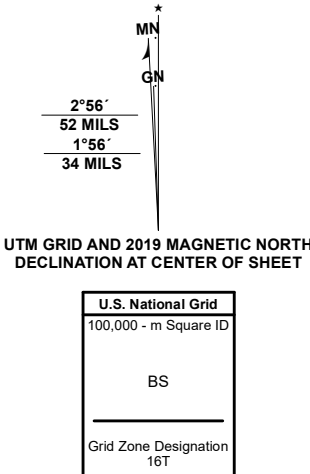 MN
GN
2°56´
52 MILS
1°56´
34 MILS
UTM GRID AND 2019 MAGNETIC NORTH
DECLINATION AT CENTER OF SHEET
U.S. National Grid
100,000 - m Square ID
BS
Grid Zone Designation
16T